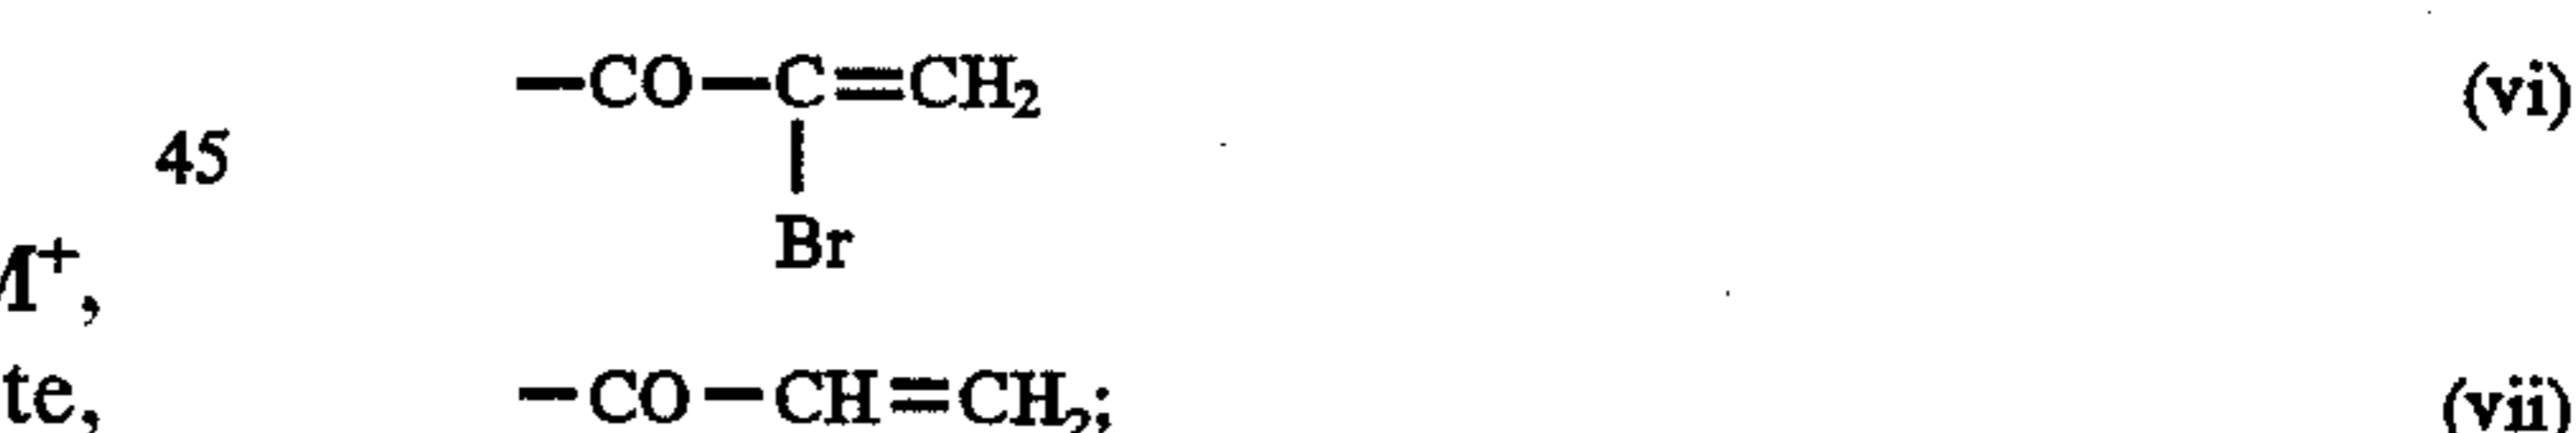 —CO—C=CH₂ (vi)
45
|
Br
+,
—CO—CH=CH₂; (vii)
te,